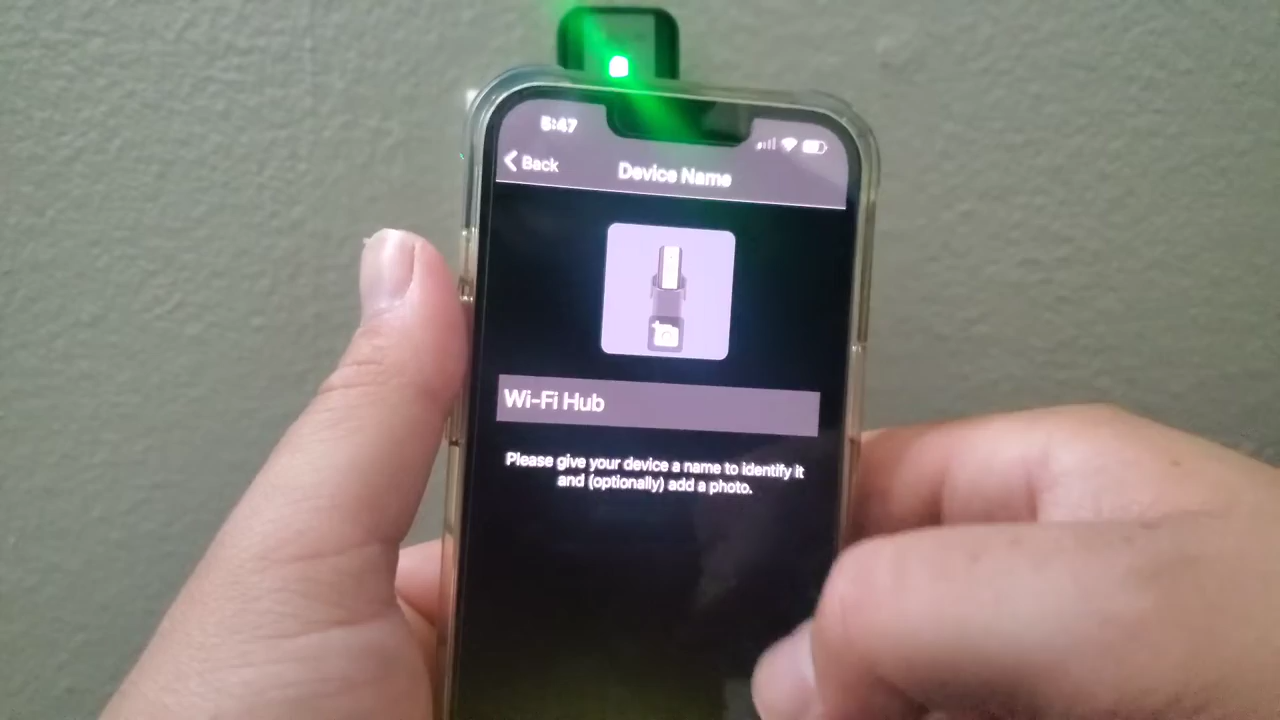 5:47
Back
Device Name
Wi-Fi Hub
Please give your device a name to identify it
and (optionally) add a photo.